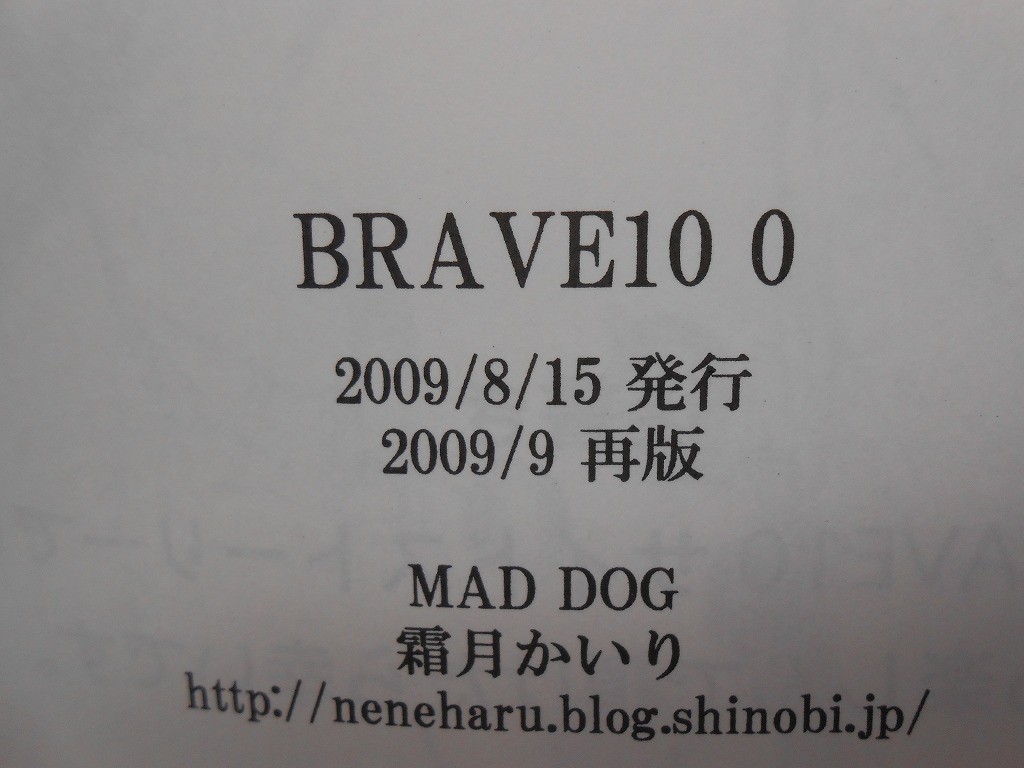 BRAVE10 0
2009/8/15 発行
2009/9 再版
MAD DOG
霜月かいり
http://neneharu.blog.shinobi.jp/